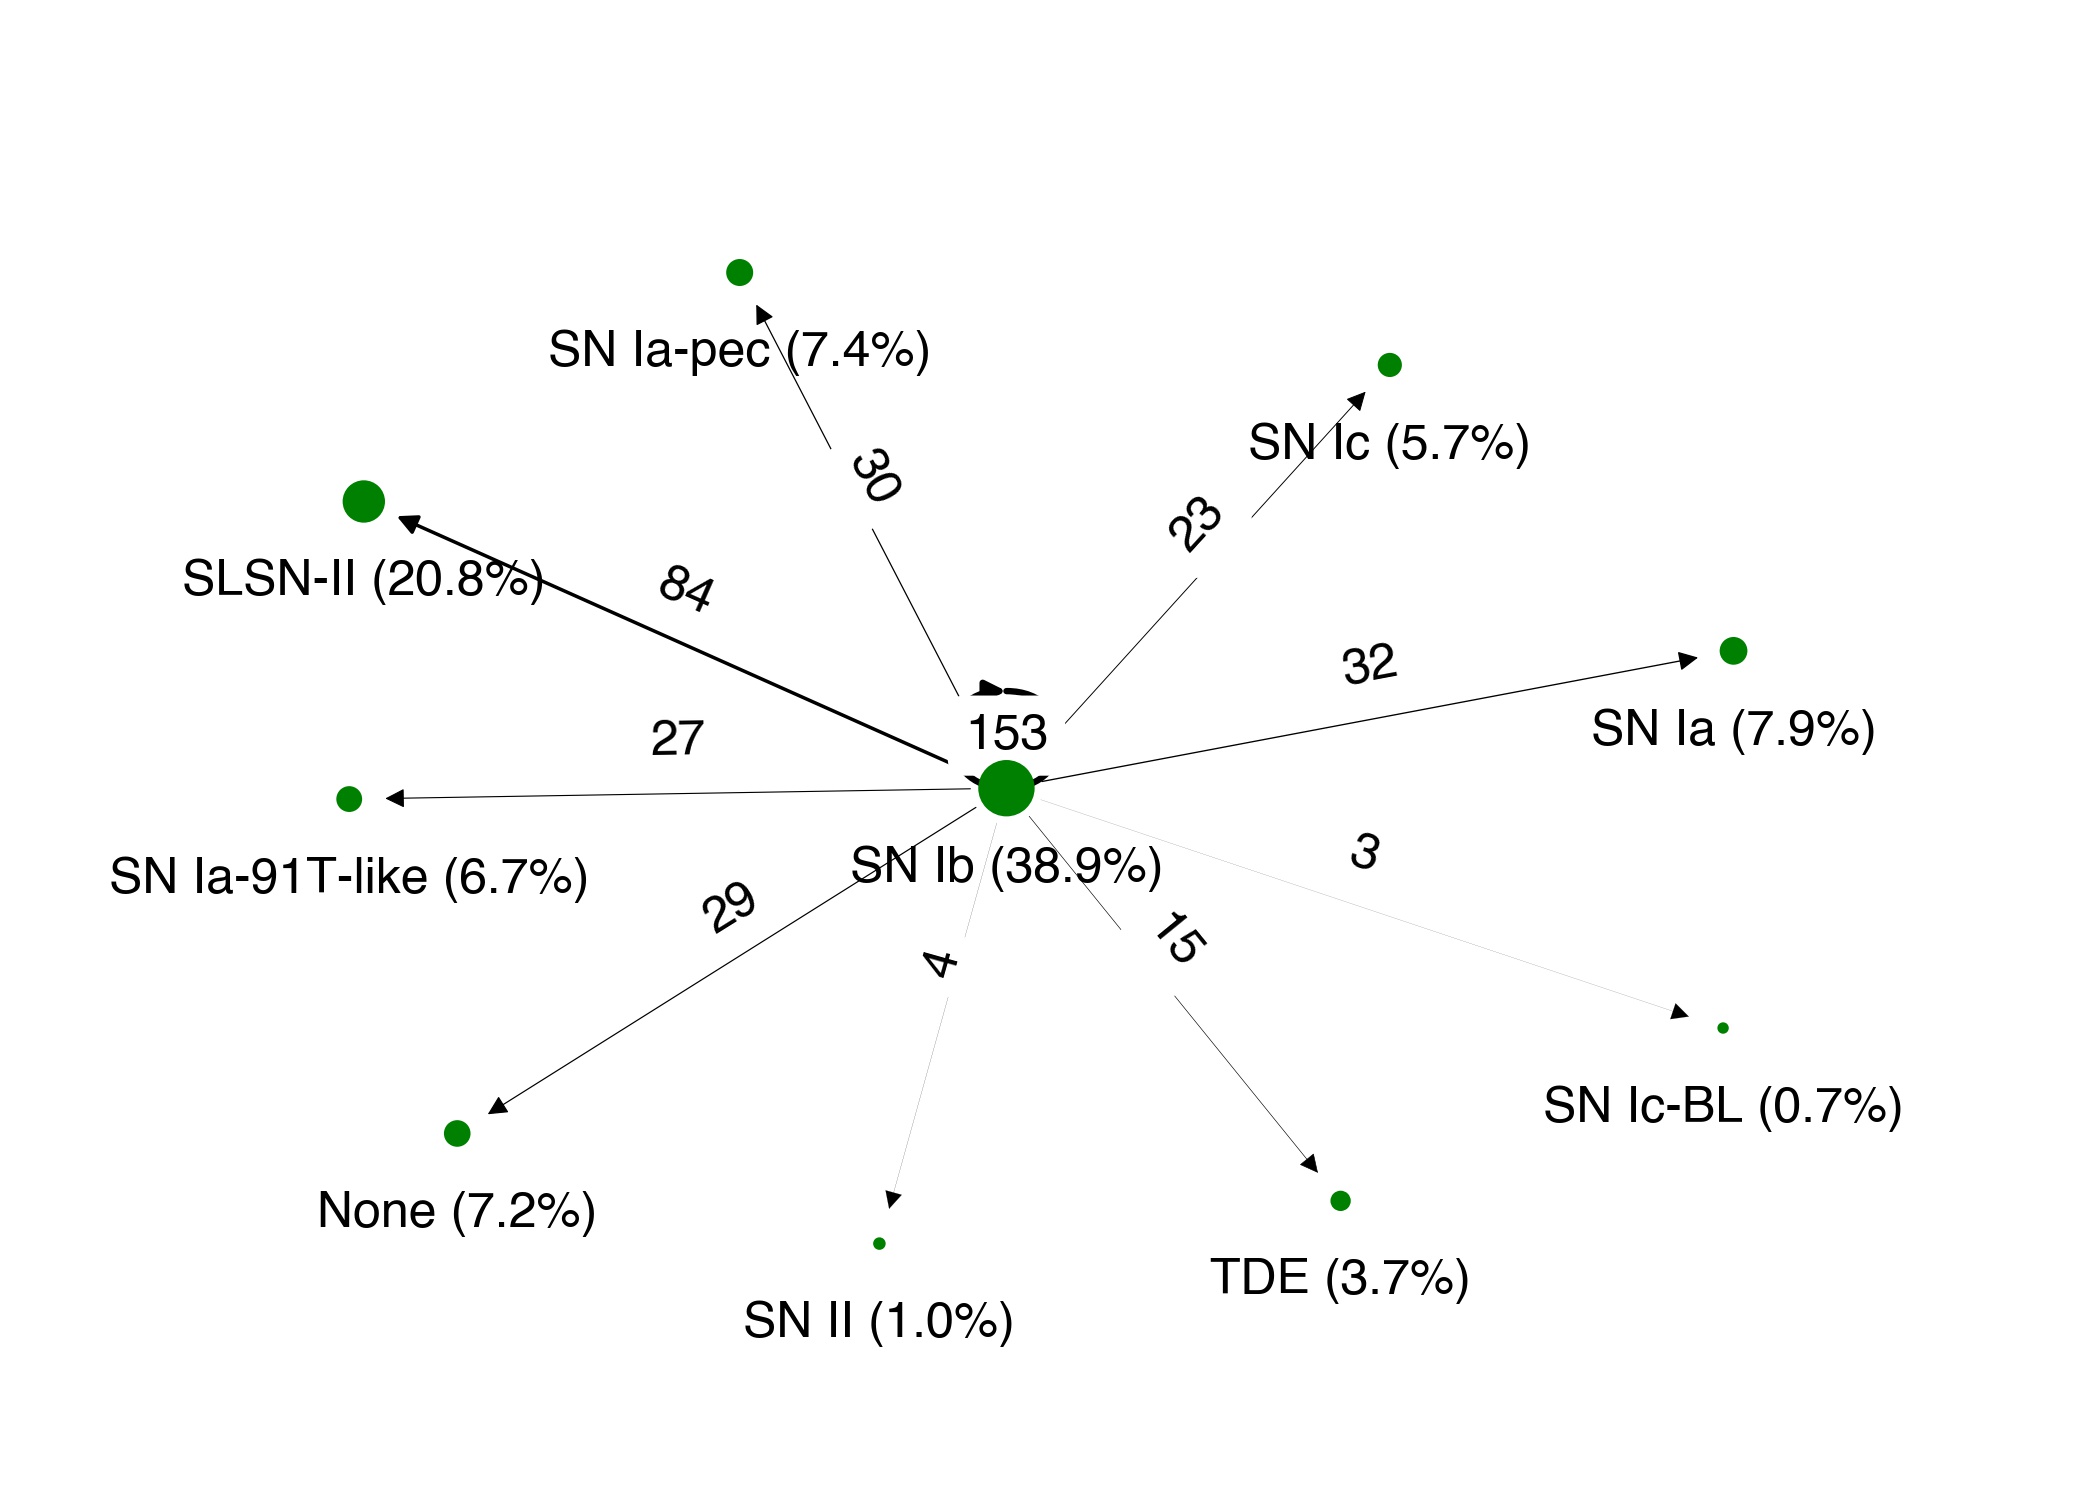 SN Ia-pec (7.4%)
SN Ic (5.7%)
30
23
SLSN-II (20.8%)
84
32
SN Ia (7.9%)
153
27
SN Ia-91T-like (6.7%)
SN Ib (38.9%)
3
29
4
15
SN Ic-BL (0.7%)
None (7.2%)
TDE (3.7%)
SN II (1.0%)